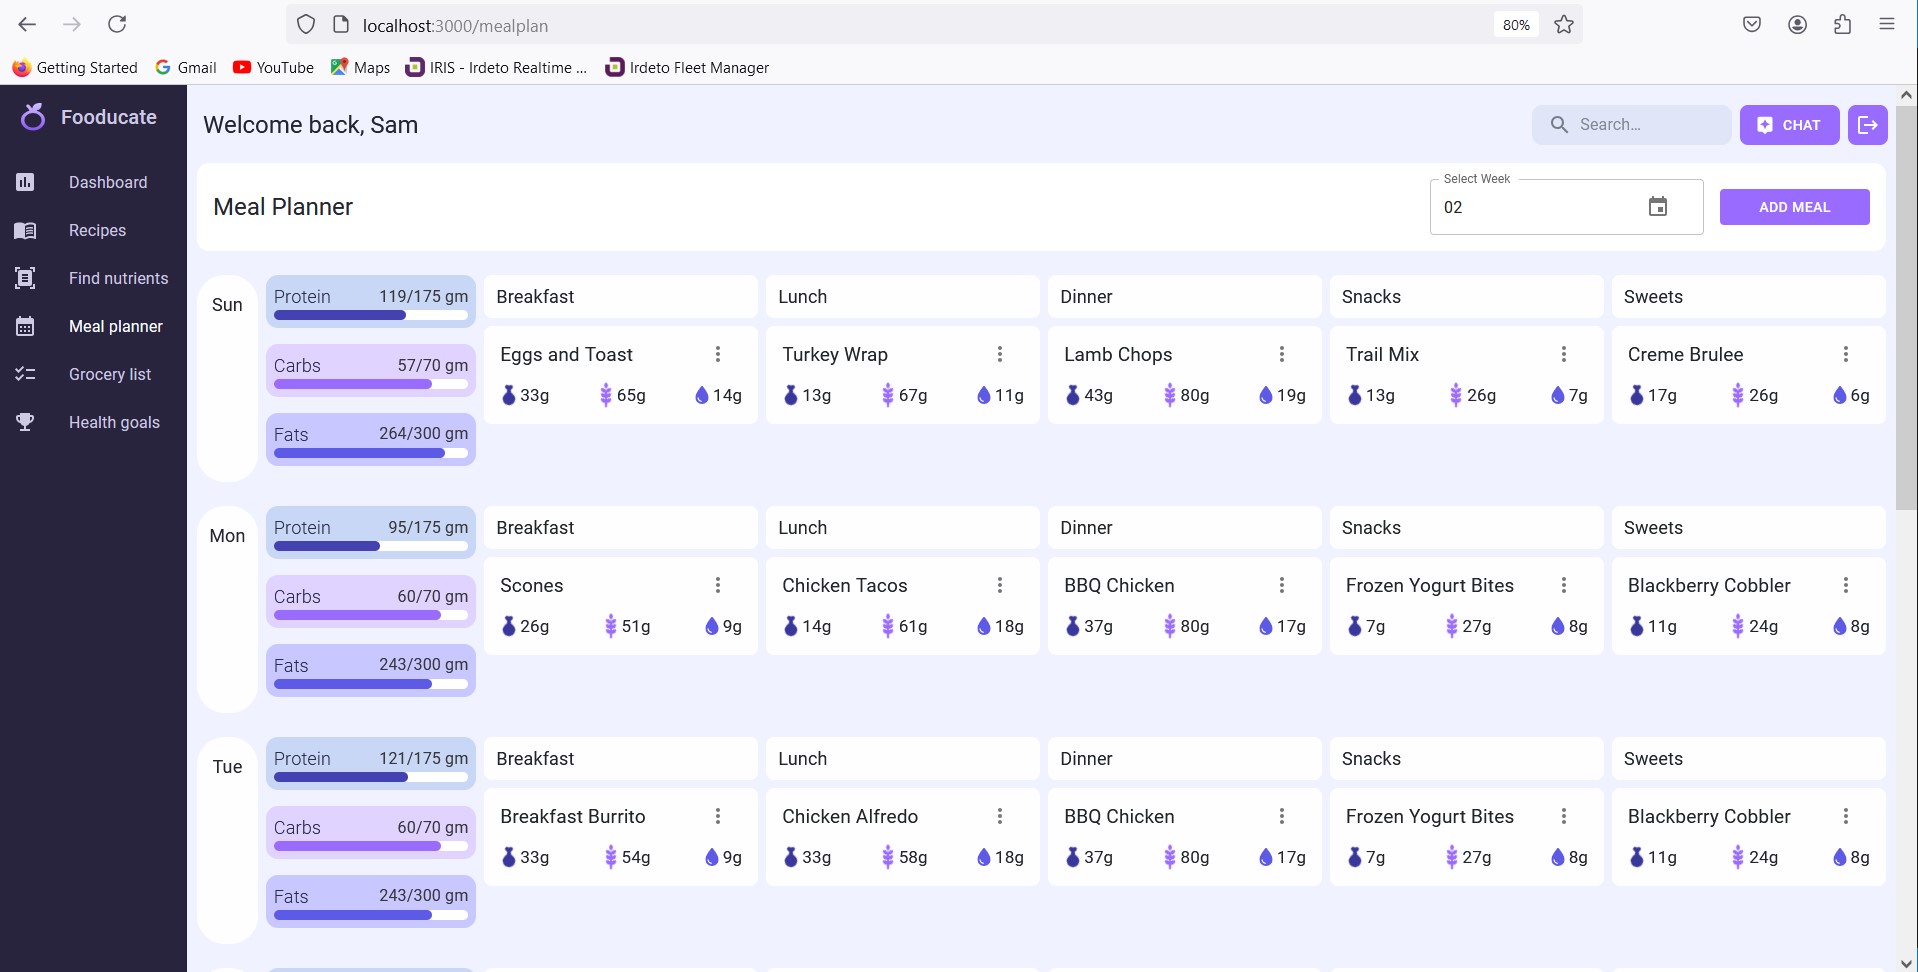 localhost:3000/mealplan 80%
Getting Started Gmail YouTube Maps IRIS - Irdeto Realtime ... Irdeto Fleet Manager
Fooducate
Dashboard
Recipes
Find nutrients
Meal planner
Grocery list
Health goals
Welcome back, Sam Search... CHAT
Meal Planner Select Week 02 ADD MEAL
Sun
Protein 119/175 gm
Carbs 57/70 gm
Fats 264/300 gm
Breakfast Lunch Dinner Snacks Sweets
Eggs and Toast Turkey Wrap Lamb Chops Trail Mix Creme Brulee
33g 65g 14g 13g 67g 11g 43g 80g 19g 13g 26g 7g 17g 26g 6g
Mon
Protein 95/175 gm
Carbs 60/70 gm
Fats 243/300 gm
Breakfast Lunch Dinner Snacks Sweets
Scones Chicken Tacos BBQ Chicken Frozen Yogurt Bites Blackberry Cobbler
26g 51g 9g 14g 61g 18g 37g 80g 17g 7g 27g 8g 11g 24g 8g
Tue
Protein 121/175 gm
Carbs 60/70 gm
Fats 243/300 gm
Breakfast Lunch Dinner Snacks Sweets
Breakfast Burrito Chicken Alfredo BBQ Chicken Frozen Yogurt Bites Blackberry Cobbler
33g 54g 9g 33g 58g 18g 37g 80g 17g 7g 27g 8g 11g 24g 8g